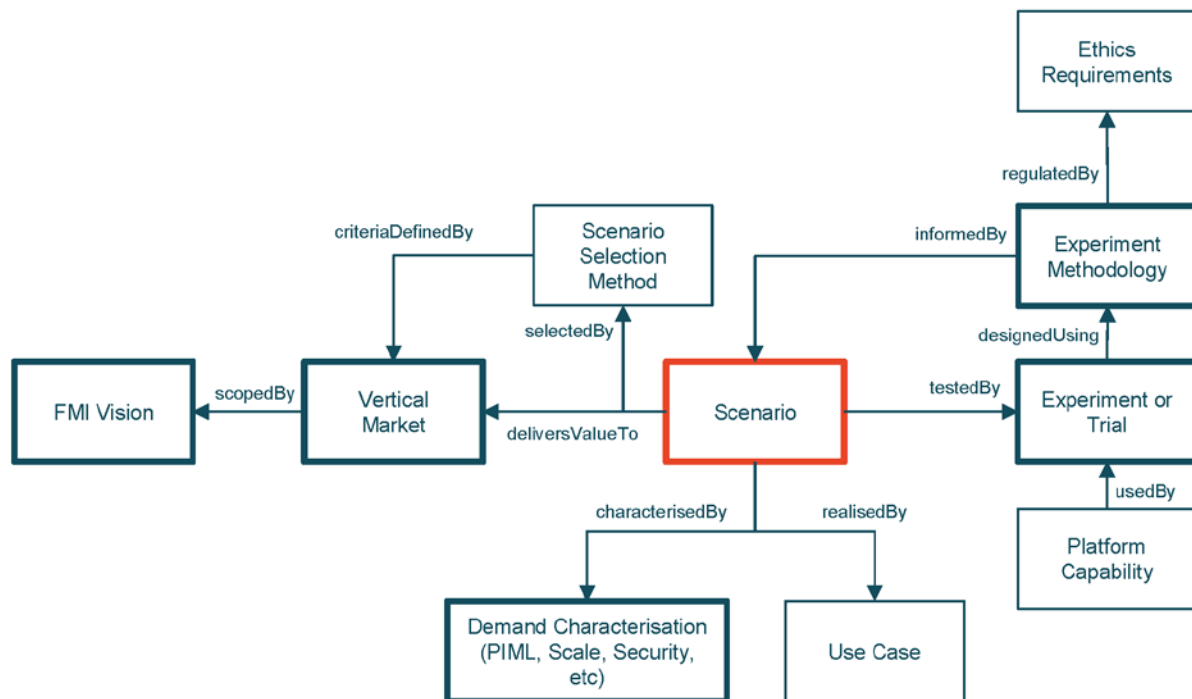 Ethics
Requirements
regulatedBy
criteriaDefinedBy
Scenario
Selection
Method
informedBy
Experiment
Methodology
selectedBy
designedUsing
FMI Vision
scopedBy
Vertical
Market
deliversValueTo
Scenario
testedBy
Experiment or
Trial
usedBy
characterisedBy
realisedBy
Platform
Capability
Demand Characterisation
(PIML, Scale, Security,
etc)
Use Case